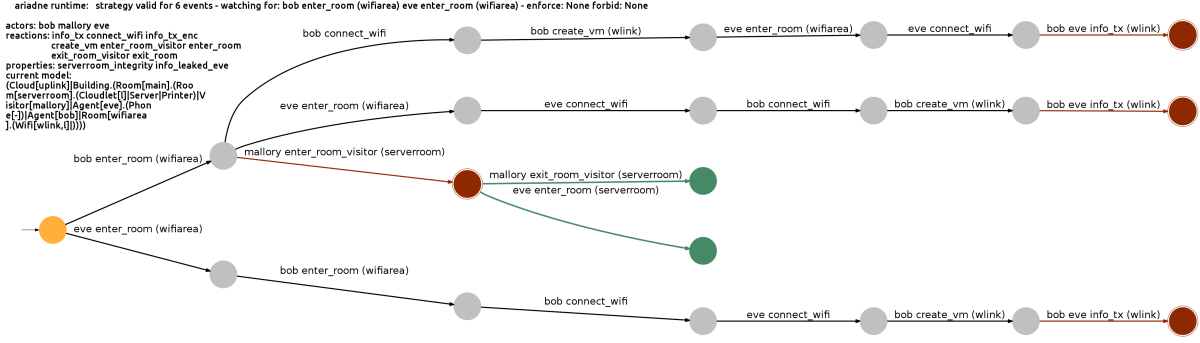 ariadne runtime: strategy valid for 6 events - watching for: bob enter_room (wifiarea) eve enter_room (wifiarea) - enforce: None forbid: None
actors: bob mallory eve
reactions: info_tx connect_wifi info_tx_enc
create_vm enter_room_visitor enter_room
exit_room_visitor exit_room
properties: serverroom_integrity info_leaked_eve
current model:
(Cloud[uplink]|Building.(Room[main].(Roo
m[serverroom].(Cloudlet[l]|Server|Printer)|V
isitor[mallory]|Agent[eve].(Phon
e[-])|Agent[bob]|Room[wifiarea
].(Wifi[wlink,l]|))))
bob connect_wifi
bob create_vm (wlink)
eve enter_room (wifiarea)
eve connect_wifi
bob eve info_tx (wlink)
eve enter_room (wifiarea)
eve connect_wifi
bob connect_wifi
bob create_vm (wlink)
bob eve info_tx (wlink)
bob enter_room (wifiarea)
mallory enter_room_visitor (serverroom)
mallory exit_room_visitor (serverroom)
eve enter_room (serverroom)
eve enter_room (wifiarea)
bob enter_room (wifiarea)
bob connect_wifi
eve connect_wifi
bob create_vm (wlink)
bob eve info_tx (wlink)